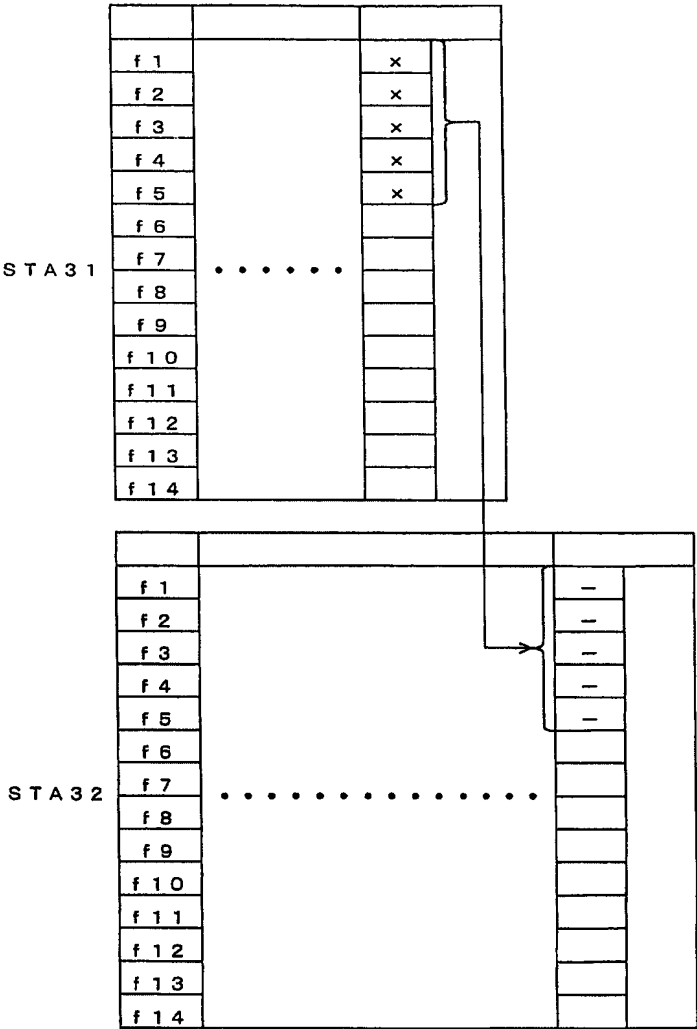 f 1 ×
f 2 ×
f 3 ×
f 4 ×
f 5 ×
f 6
f 7
STA31 ・・・・・・
f 8
f 9
f 10
f 11
f 12
f 13
f 14
f 1 –
f 2 –
f 3 –
f 4 –
f 5 –
f 6
f 7
STA32 ・・・・・・・・・・・・・・
f 8
f 9
f 10
f 11
f 12
f 13
f 14